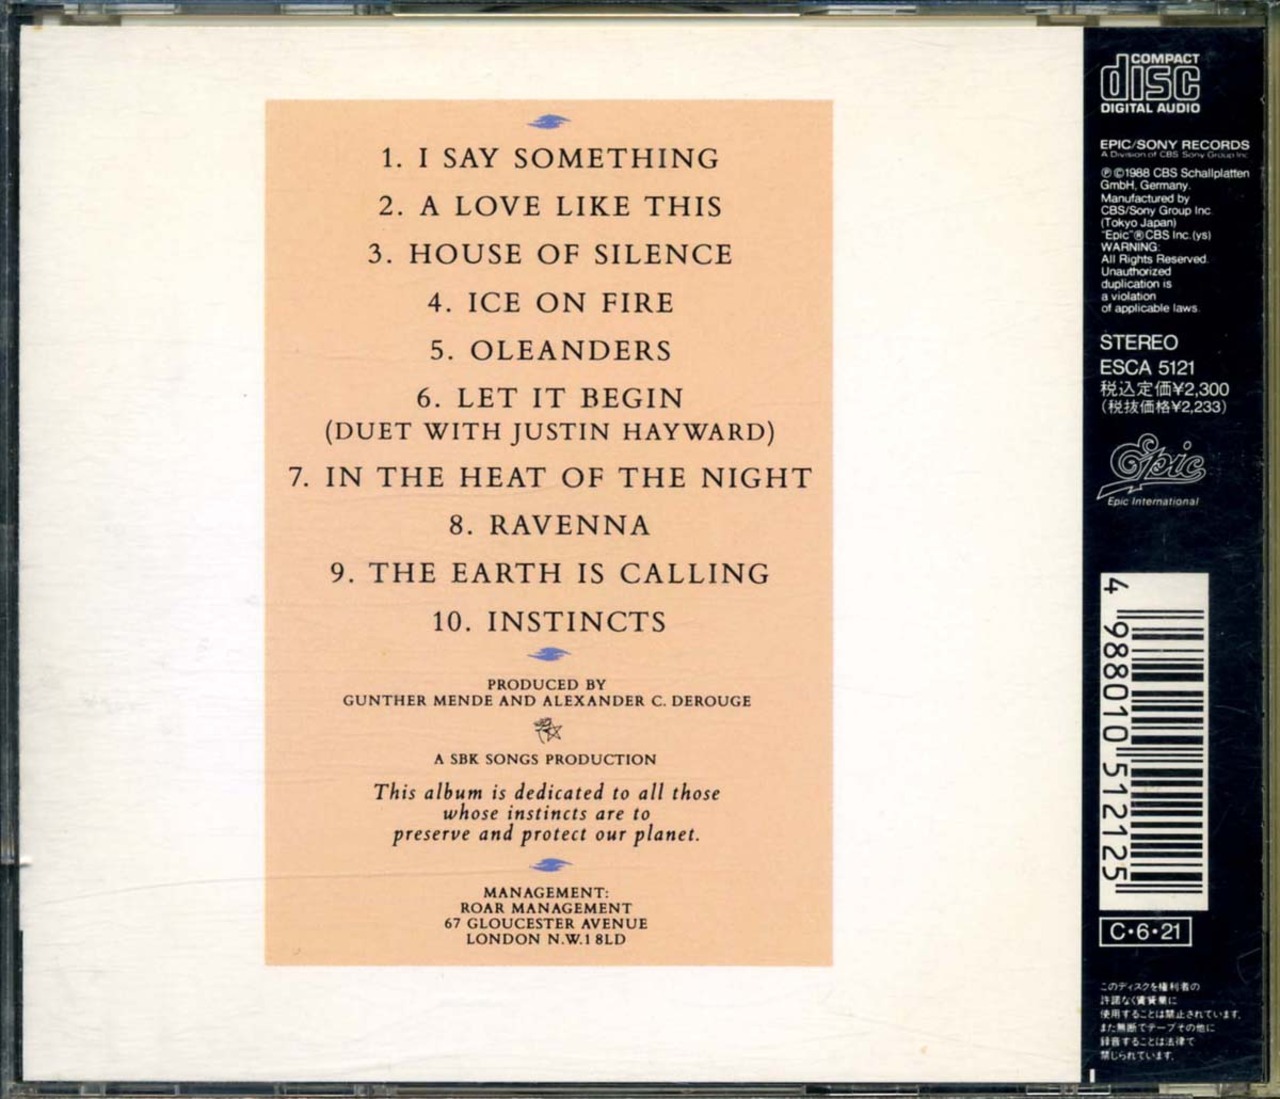 1. I SAY SOMETHING
2. A LOVE LIKE THIS
3. HOUSE OF SILENCE
4. ICE ON FIRE
5. OLEANDERS
6. LET IT BEGIN
(DUET WITH JUSTIN HAYWARD)
7. IN THE HEAT OF THE NIGHT
8. RAVENNA
9. THE EARTH IS CALLING
10. INSTINCTS
PRODUCED BY
GUNTHER MENDE AND ALEXANDER C. DEROUGE
A SBK SONGS PRODUCTION
This album is dedicated to all those
whose instincts are to
preserve and protect our planet.
MANAGEMENT:
ROAR MANAGEMENT
67 GLOUCESTER AVENUE
LONDON N.W.1 8LD
COMPACT
disc
DIGITAL AUDIO
EPIC/SONY RECORDS
A Division of CBS Sony Group Inc.
℗©1988 CBS Schallplatten
GmbH, Germany.
Manufactured by
CBS/Sony Group Inc.
(Tokyo Japan)
"Epic"®CBS Inc.(ys)
WARNING:
All Rights Reserved.
Unauthorized
duplication is
a violation
of applicable laws.
STEREO
ESCA 5121
税込定価¥2,300
(税抜価格¥2,233)
Epic
Epic International
4 988010 512125
C・6・21
このディスクを権利者の
許諾なく賃貸業に
使用することは禁止されています。
また無断でテープその他に
録音することは法律で
禁じられています。